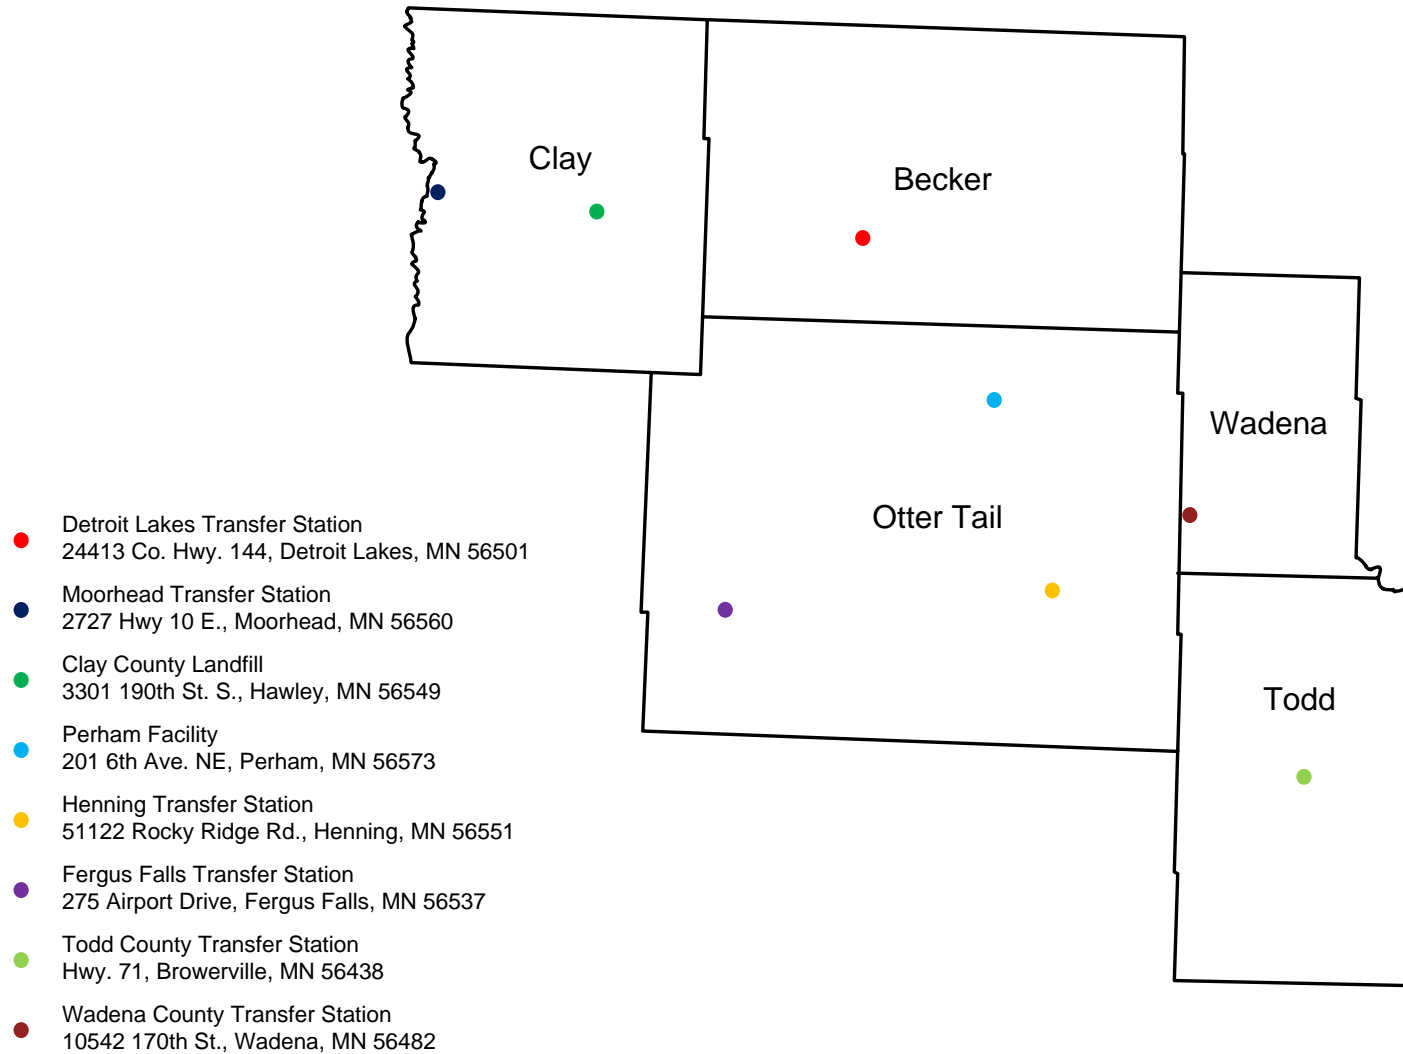 Clay
Becker
Wadena
Otter Tail
Todd
Detroit Lakes Transfer Station
24413 Co. Hwy. 144, Detroit Lakes, MN 56501
Moorhead Transfer Station
2727 Hwy 10 E., Moorhead, MN 56560
Clay County Landfill
3301 190th St. S., Hawley, MN 56549
Perham Facility
201 6th Ave. NE, Perham, MN 56573
Henning Transfer Station
51122 Rocky Ridge Rd., Henning, MN 56551
Fergus Falls Transfer Station
275 Airport Drive, Fergus Falls, MN 56537
Todd County Transfer Station
Hwy. 71, Browerville, MN 56438
Wadena County Transfer Station
10542 170th St., Wadena, MN 56482